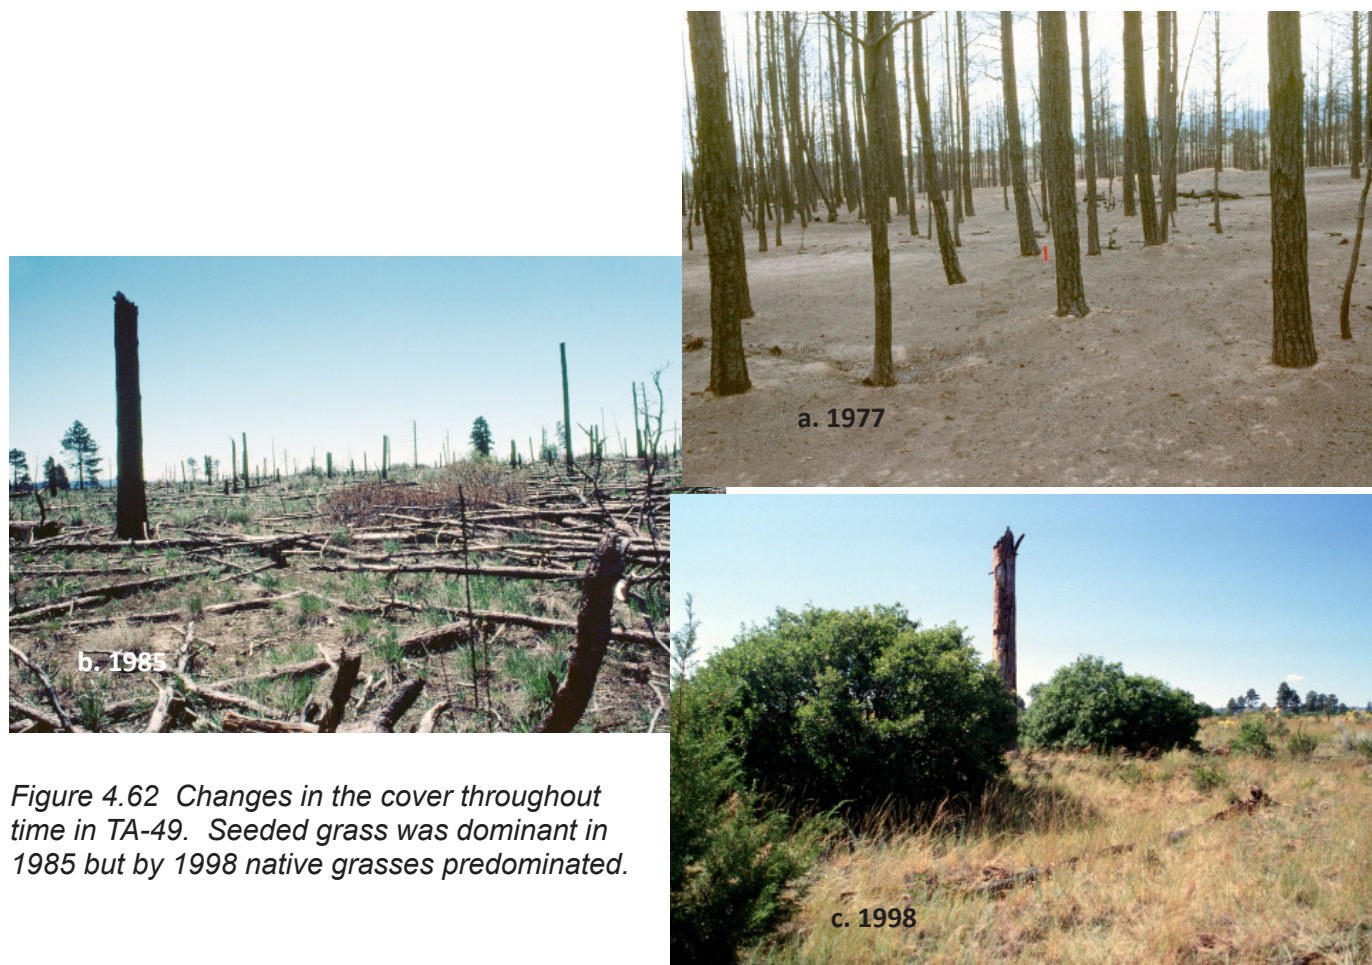 a. 1977
b. 1985
c. 1998
Figure 4.62  Changes in the cover throughout
time in TA-49.  Seeded grass was dominant in
1985 but by 1998 native grasses predominated.